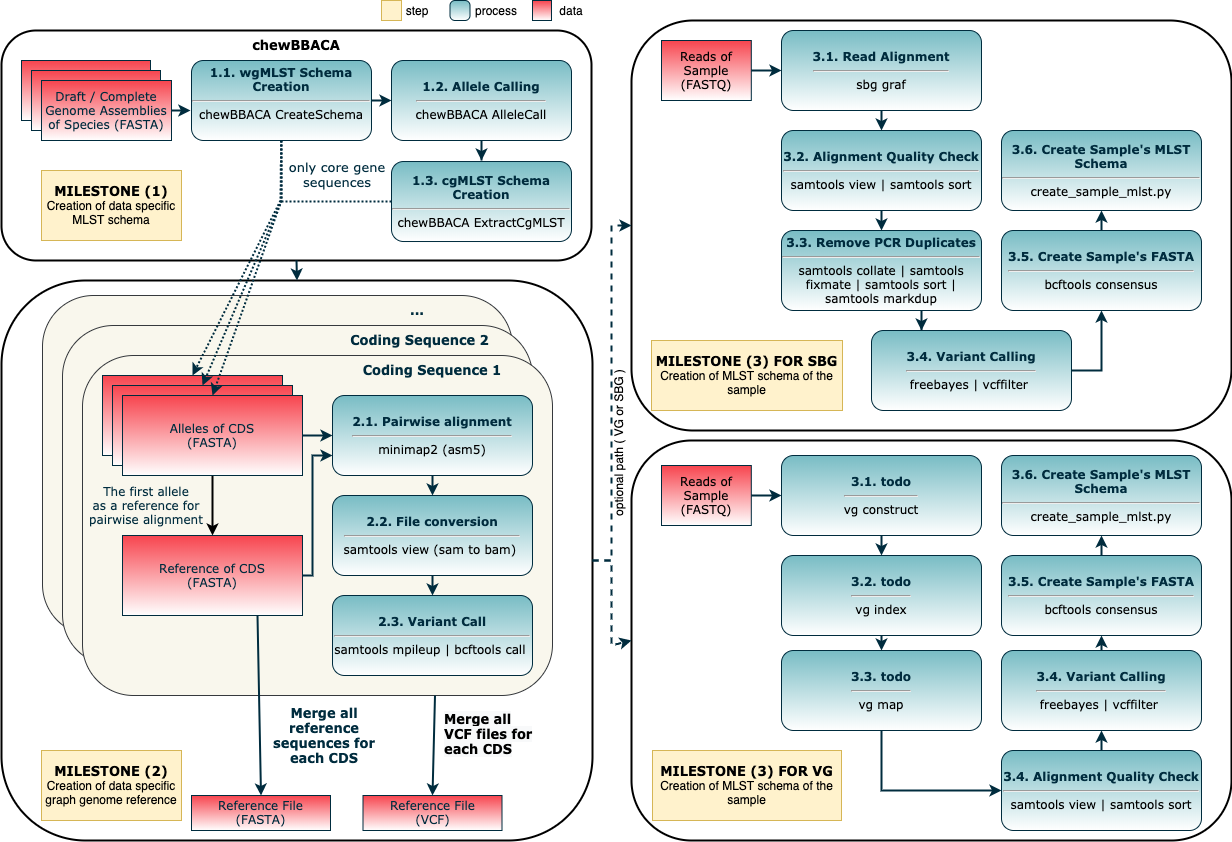 step
process
data
chewBBACA
Draft / Complete
Genome Assemblies
of Species (FASTA)
1.1. wgMLST Schema
Creation
chewBBACA CreateSchema
1.2. Allele Calling
chewBBACA AlleleCall
only core gene
sequences
1.3. cgMLST Schema
Creation
chewBBACA ExtractCgMLST
MILESTONE (1)
Creation of data specific
MLST schema
...
Coding Sequence 2
Coding Sequence 1
Alleles of CDS
(FASTA)
The first allele
as a reference for
pairwise alignment
Reference of CDS
(FASTA)
2.1. Pairwise alignment
minimap2 (asm5)
2.2. File conversion
samtools view (sam to bam)
2.3. Variant Call
samtools mpileup | bcftools call
Merge all
reference
sequences for
each CDS
Merge all
VCF files for
each CDS
MILESTONE (2)
Creation of data specific
graph genome reference
Reference File
(FASTA)
Reference File
(VCF)
optional path ( VG or SBG )
Reads of
Sample
(FASTQ)
3.1. Read Alignment
sbg graf
3.2. Alignment Quality Check
samtools view | samtools sort
3.3. Remove PCR Duplicates
samtools collate | samtools
fixmate | samtools sort |
samtools markdup
3.4. Variant Calling
freebayes | vcffilter
3.5. Create Sample's FASTA
bcftools consensus
3.6. Create Sample's MLST
Schema
create_sample_mlst.py
MILESTONE (3) FOR SBG
Creation of MLST schema of the
sample
Reads of
Sample
(FASTQ)
3.1. todo
vg construct
3.2. todo
vg index
3.3. todo
vg map
3.4. Alignment Quality Check
samtools view | samtools sort
3.4. Variant Calling
freebayes | vcffilter
3.5. Create Sample's FASTA
bcftools consensus
3.6. Create Sample's MLST
Schema
create_sample_mlst.py
MILESTONE (3) FOR VG
Creation of MLST schema of the
sample